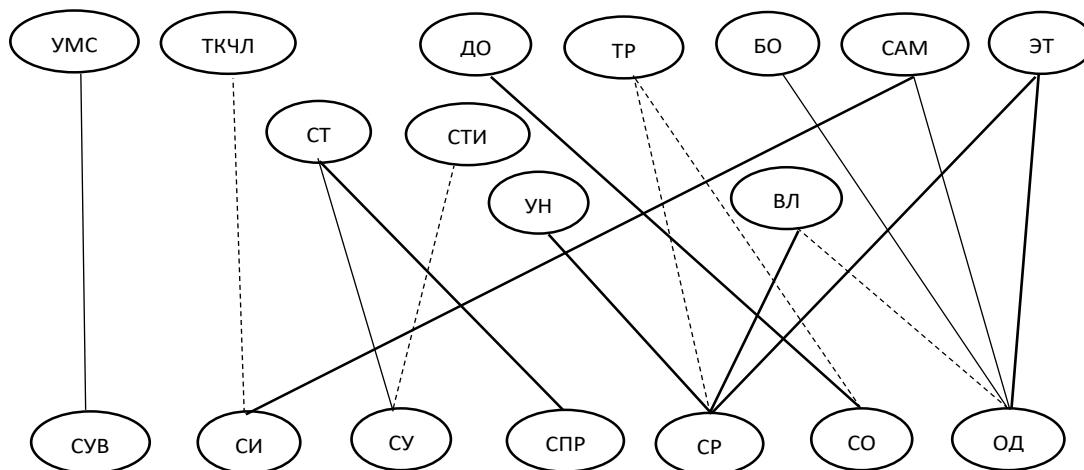 УМС
ТКЧЛ
ДО
ТР
БО
САМ
ЭТ
СТ
СТИ
УН
ВЛ
СУВ
СИ
СУ
СПР
СР
СО
ОД